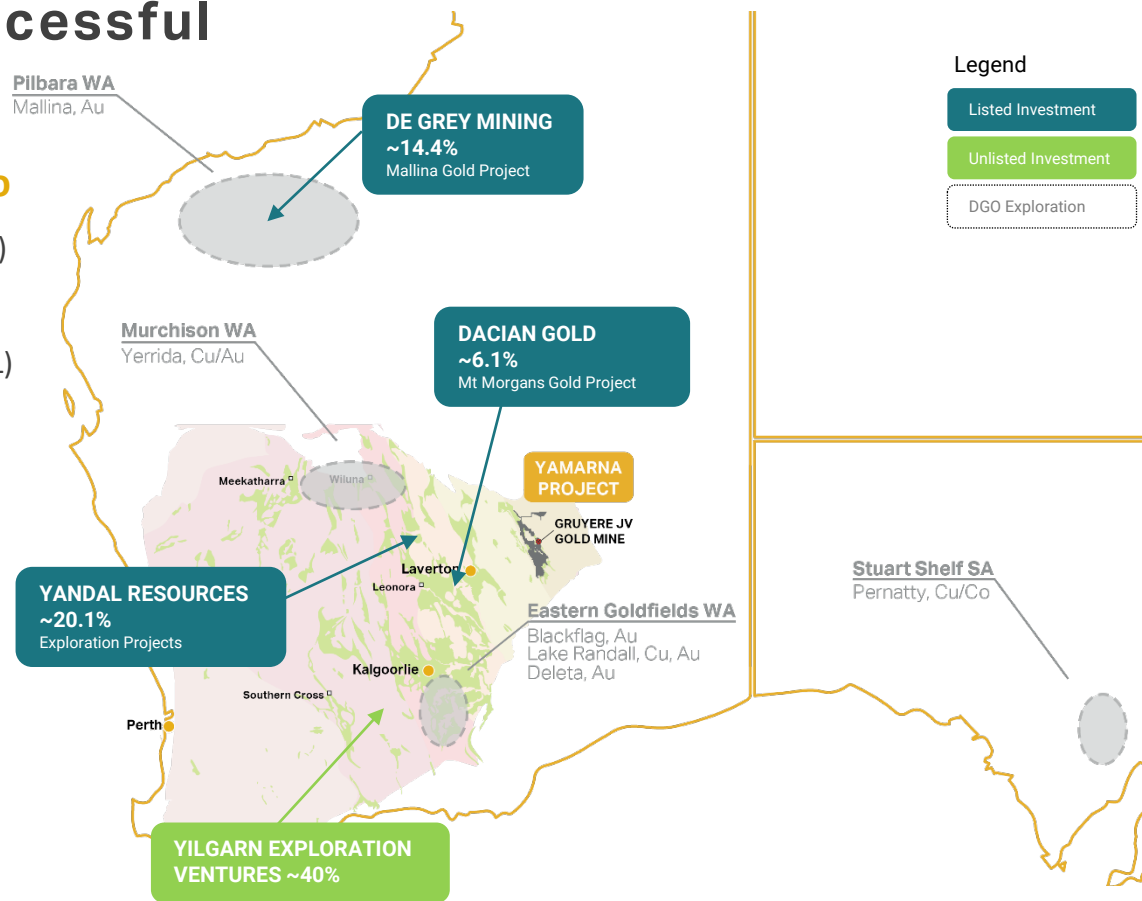 cessful
Pilbara WA
Mallina, Au
DE GREY MINING
~14.4%
Mallina Gold Project
Legend
Listed Investment
Unlisted Investment
DGO Exploration
)
Murchison WA
Yerrida, Cu/Au
DACIAN GOLD
~6.1%
Mt Morgans Gold Project
Meekatharra
Wiluna
YAMARNA
PROJECT
GRUYERE JV
GOLD MINE
Laverton
Leonora
YANDAL RESOURCES
~20.1%
Exploration Projects
Eastern Goldfields WA
Blackflag, Au
Lake Randall, Cu, Au
Deleta, Au
Stuart Shelf SA
Pernatty, Cu/Co
Kalgoorlie
Southern Cross
Perth
YILGARN EXPLORATION
VENTURES ~40%